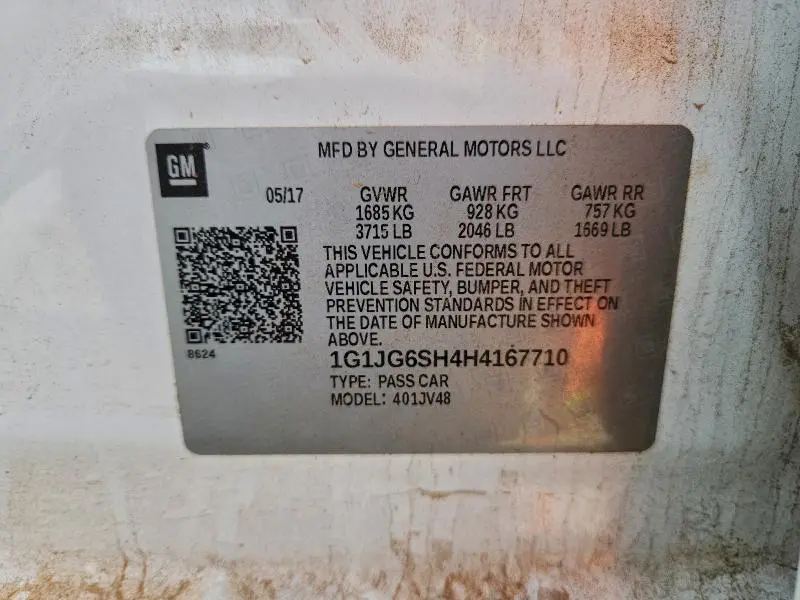 GM
MFD BY GENERAL MOTORS LLC
05/17 GVWR GAWR FRT GAWR RR
1685 KG 928 KG 757 KG
3715 LB 2046 LB 1669 LB
THIS VEHICLE CONFORMS TO ALL
APPLICABLE U.S. FEDERAL MOTOR
VEHICLE SAFETY, BUMPER, AND THEFT
PREVENTION STANDARDS IN EFFECT ON
THE DATE OF MANUFACTURE SHOWN
ABOVE.
8624
1G1JG6SH4H4167710
TYPE: PASS CAR
MODEL: 401JV48